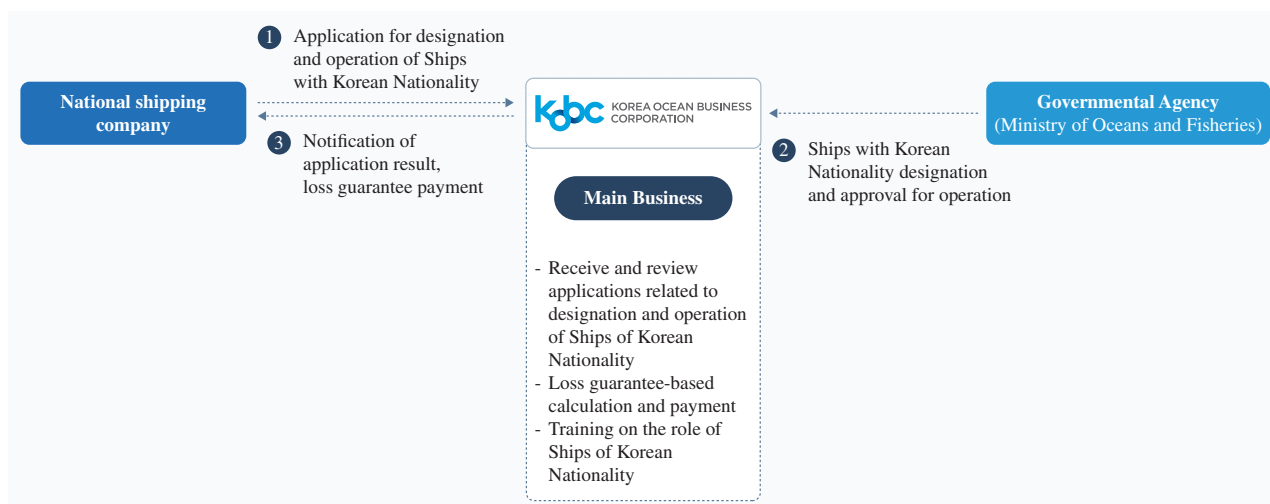 1 Application for designation
and operation of Ships
with Korean Nationality
National shipping
company
3 Notification of
application result,
loss guarantee payment
kobc KOREA OCEAN BUSINESS
CORPORATION
Governmental Agency
(Ministry of Oceans and Fisheries)
2 Ships with Korean
Nationality designation
and approval for operation
Main Business
- Receive and review
applications related to
designation and operation
of Ships of Korean
Nationality
- Loss guarantee-based
calculation and payment
- Training on the role of
Ships of Korean
Nationality